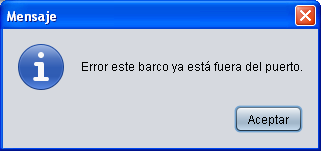 Mensaje
Error este barco ya está fuera del puerto.
Aceptar